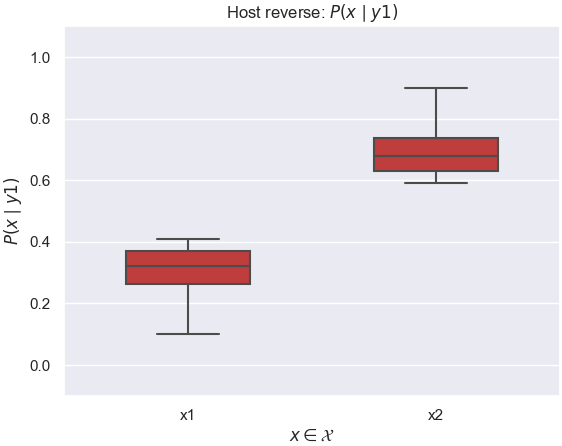 Host reverse: P(x | y1)
P(x | y1)
1.0
0.8
0.6
0.4
0.2
0.0
x1 x2
x ∈ 𝒳